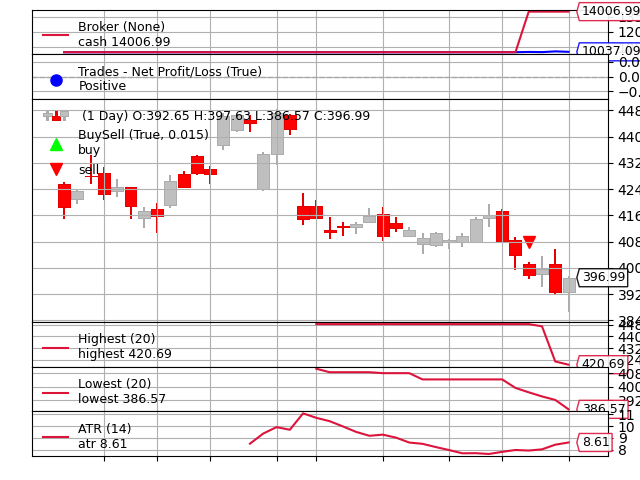 Broker (None)
cash 14006.99
14006.99
120
10037.09
Trades - Net Profit/Loss (True)
Positive
0.0
0.0
(1 Day) O:392.65 H:397.63 L:386.57 C:396.99
BuySell (True, 0.015)
buy
sell
448
440
432
424
416
408
400
396.99
392
384
Highest (20)
highest 420.69
448
440
432
424
420.69
Lowest (20)
lowest 386.57
408
400
392
386.57
ATR (14)
atr 8.61
11
10
9
8.61
8